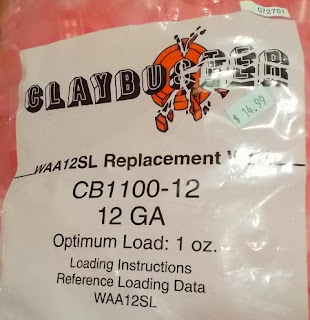 072701
CLAYBUSTER
$ 14.99
WAA12SL Replacement
CB1100-12
12 GA
Optimum Load: 1 oz.
Loading Instructions
Reference Loading Data
WAA12SL